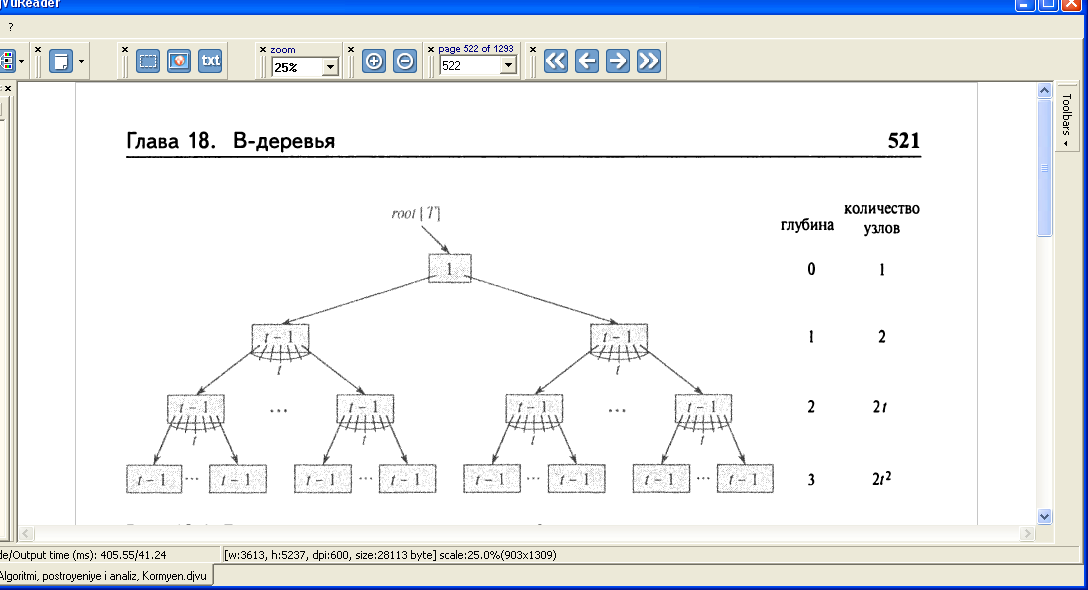 djVuReader
?
txt
zoom
25%
page 522 of 1293
522
Toolbars
Глава 18. В-деревья 521
root [T]
глубина
количество
узлов
1
0 1
t – 1 t – 1
1 2
t t
t – 1 ... t – 1 t – 1 ... t – 1
2 2t
t t t t
t – 1 ... t – 1 t – 1 ... t – 1 t – 1 ... t – 1 t – 1 ... t – 1
3 2t²
de/Output time (ms): 405.55/41.24
[w:3613, h:5237, dpi:600, size:28113 byte] scale:25.0%(903x1309)
Algoritmi, postroyeniye i analiz, Kormyen.djvu